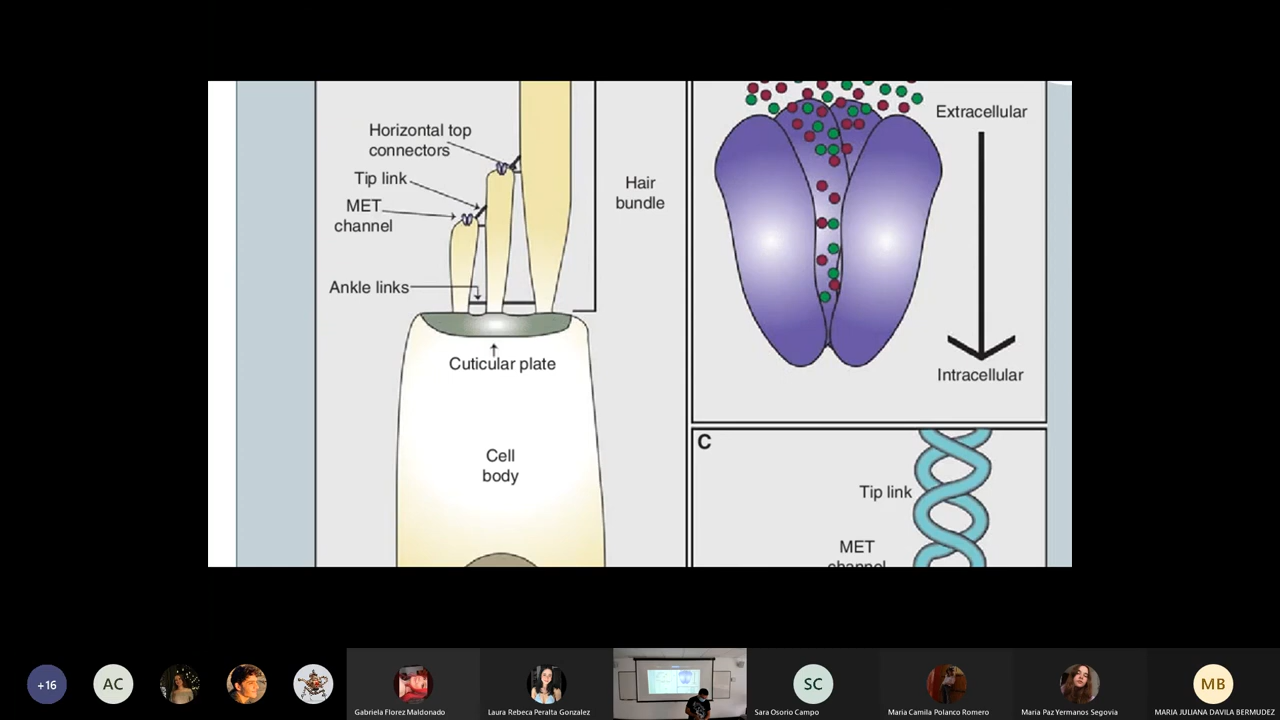 Horizontal top
connectors
Tip link
MET
channel
Ankle links
Hair
bundle
Cuticular plate
Cell
body
Extracellular
Intracellular
C
Tip link
MET
channel
+16
AC
Gabriela Florez Maldonado
Laura Rebeca Peralta Gonzalez
SC
Sara Osorio Campo
Maria Camila Polanco Romero
Maria Paz Yermanos Segovia
MB
MARIA JULIANA DAVILA BERMUDEZ